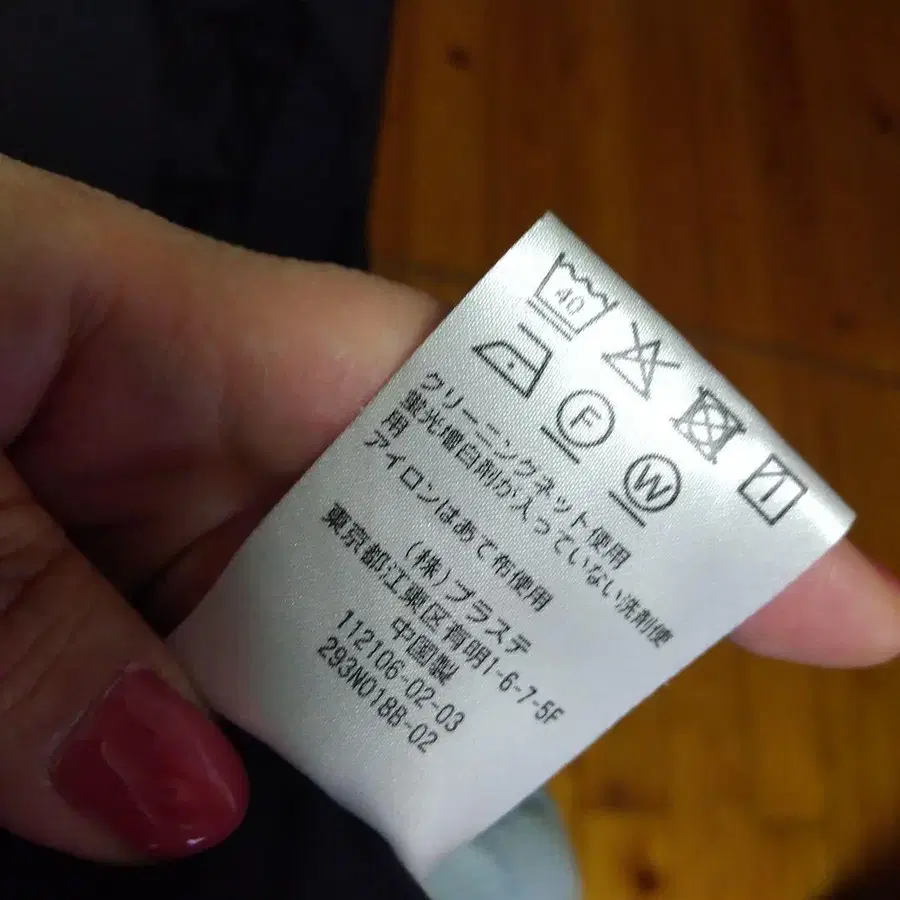 40
F
W
クリーニングネット使用
蛍光増白剤が入っていない洗剤使
用
アイロンはあて布使用
(株)プラステ
東京都江東区有明1-6-7-5F
中国製
112106-02-03
293N018B-02